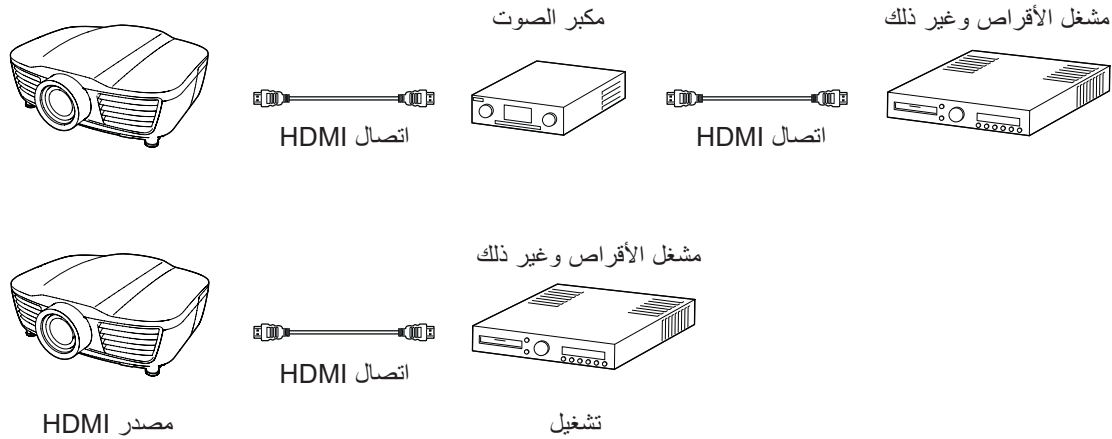 مشغل الأقراص وغير ذلك
مكبر الصوت
اتصال HDMI
اتصال HDMI
مشغل الأقراص وغير ذلك
اتصال HDMI
تشغيل
مصدر HDMI